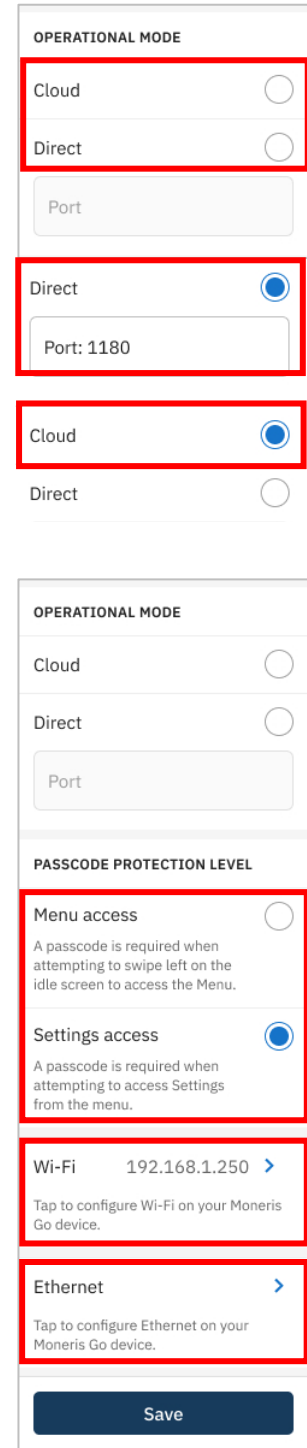 OPERATIONAL MODE
Cloud
Direct
Port
Direct
Port: 1180
Cloud
Direct
OPERATIONAL MODE
Cloud
Direct
Port
PASSCODE PROTECTION LEVEL
Menu access
A passcode is required when
attempting to swipe left on the
idle screen to access the Menu.
Settings access
A passcode is required when
attempting to access Settings
from the menu.
Wi-Fi 192.168.1.250 >
Tap to configure Wi-Fi on your Moneris
Go device.
Ethernet >
Tap to configure Ethernet on your
Moneris Go device.
Save